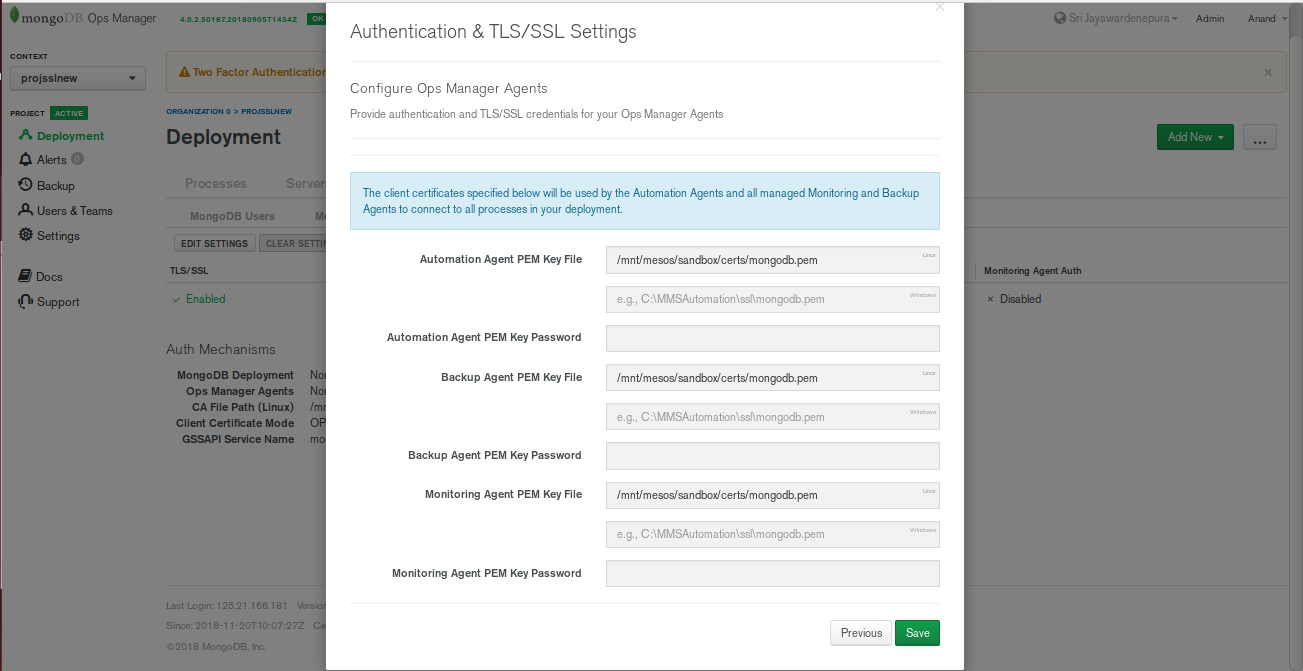 mongoDB Ops Manager
4.0.2.50187.20180905T1454Z OK
Sri Jayawardenepura Admin Anand
CONTEXT
projsslnew
PROJECT ACTIVE
Deployment
Alerts 0
Backup
Users & Teams
Settings
Docs
Support
Two Factor Authentication
×
ORGANIZATION 0 > PROJSSLNEW
Deployment
Add New ...
Processes
MongoDB Users
EDIT SETTINGS
TLS/SSL Monitoring Agent Auth
✓ Enabled × Disabled
Auth Mechanisms
MongoDB Deployment
Ops Manager Agents
CA File Path (Linux)
Client Certificate Mode
GSSAPI Service Name
Last Login: 125.21.166.181
Since: 2018-11-20T10:07:27Z
©2018 MongoDB, Inc.
×
Authentication & TLS/SSL Settings
Configure Ops Manager Agents
Provide authentication and TLS/SSL credentials for your Ops Manager Agents
The client certificates specified below will be used by the Automation Agents and all managed Monitoring and Backup
Agents to connect to all processes in your deployment.
Automation Agent PEM Key File /mnt/mesos/sandbox/certs/mongodb.pem Linux
e.g., C:\MMSAutomation\ssl\mongodb.pem Windows
Automation Agent PEM Key Password
Backup Agent PEM Key File /mnt/mesos/sandbox/certs/mongodb.pem Linux
e.g., C:\MMSAutomation\ssl\mongodb.pem Windows
Backup Agent PEM Key Password
Monitoring Agent PEM Key File /mnt/mesos/sandbox/certs/mongodb.pem Linux
e.g., C:\MMSAutomation\ssl\mongodb.pem Windows
Monitoring Agent PEM Key Password
Previous Save